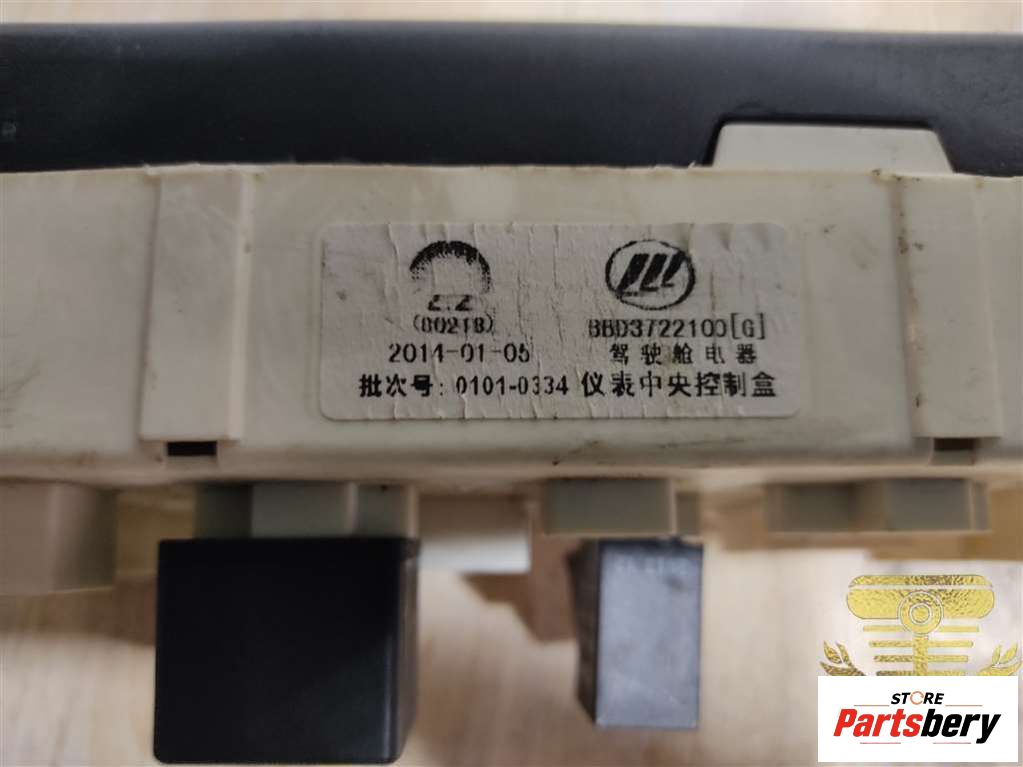 2.2
(80218)
2014-01-05
批次号: 0101-0334
BBD3722100[G]
驾驶舱电器
仪表中央控制盒
STORE
Partsbery